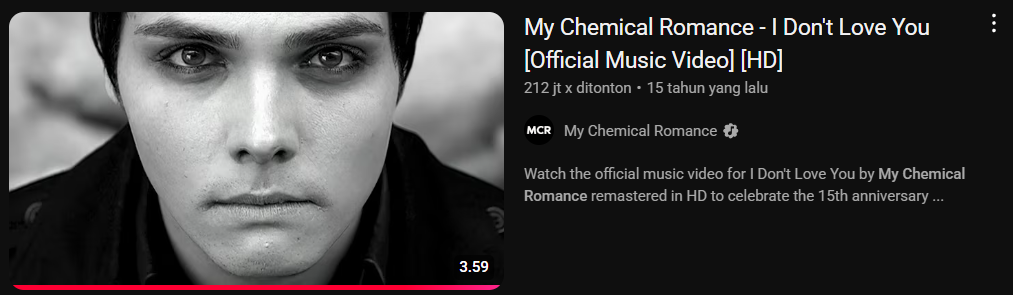 My Chemical Romance - I Don't Love You
[Official Music Video] [HD]
212 jt x ditonton • 15 tahun yang lalu
MCR My Chemical Romance
Watch the official music video for I Don't Love You by My Chemical
Romance remastered in HD to celebrate the 15th anniversary ...
3.59